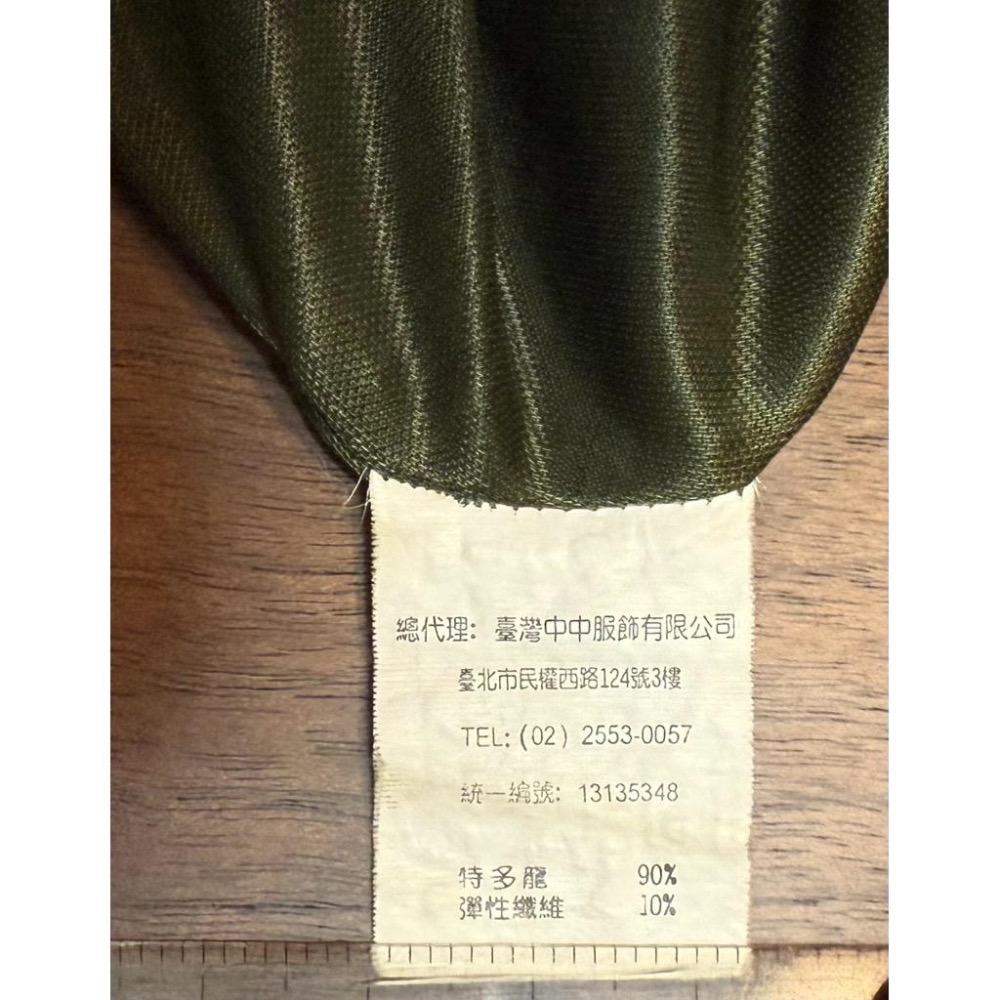 總代理: 臺灣中中服飾有限公司
臺北市民權西路124號3樓
TEL: (02) 2553-0057
統一編號: 13135348
特多龍 90%
彈性纖維 10%